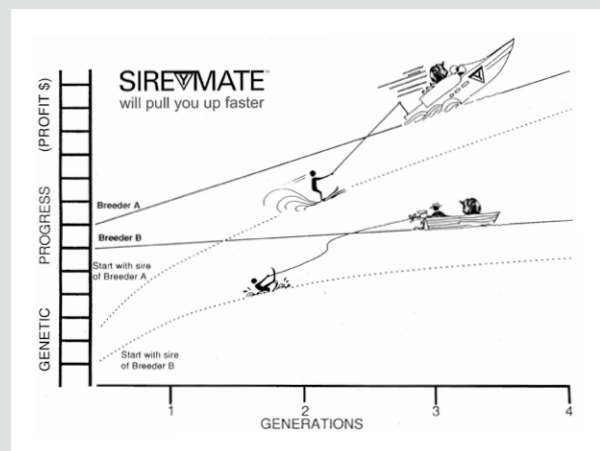 SIREMATE™
will pull you up faster
GENETIC PROGRESS (PROFIT $)
Breeder A
Breeder B
Start with sire
of Breeder A
Start with sire
of Breeder B
1 2 3 4
GENERATIONS